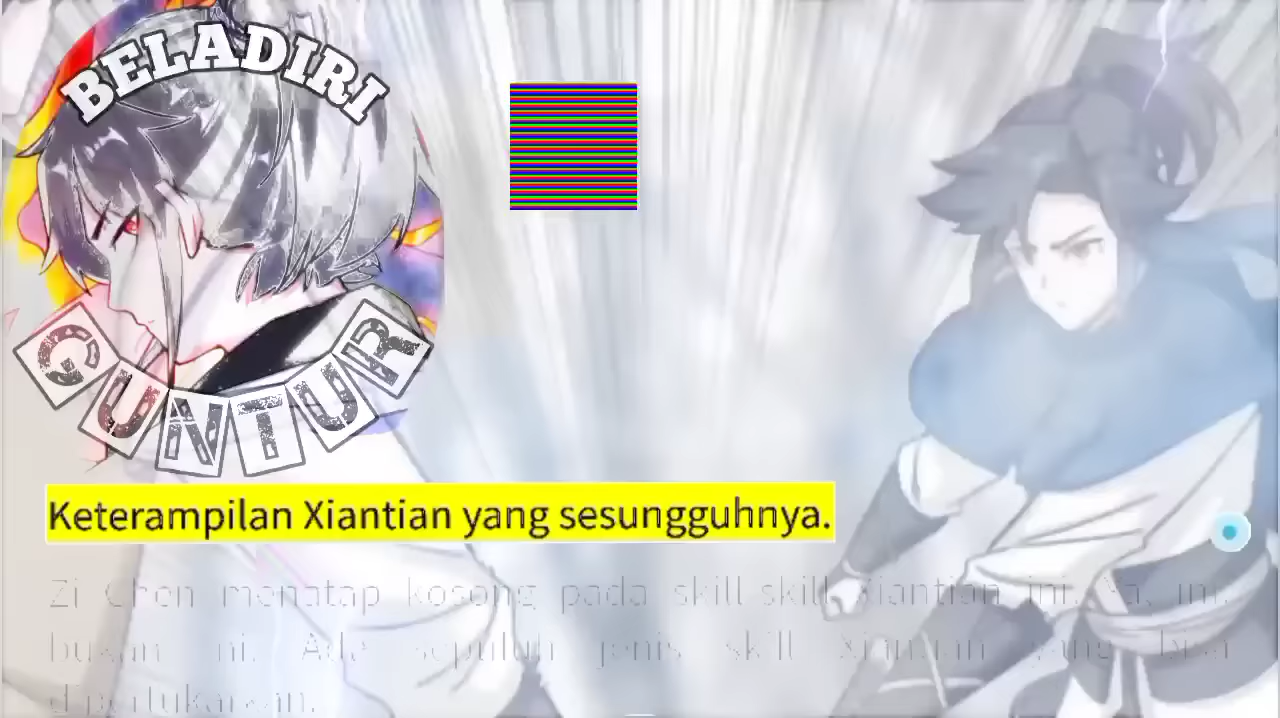 BELADIRI
GUNTUR
Keterampilan Xiantian yang sesungguhnya.
Zi Chen menatap kosong pada skill-skill Xiantian ini. Ya, ini,
bukan ini. Ada sepuluh jenis skill Xiantian yang bisa
dipertukarkan.